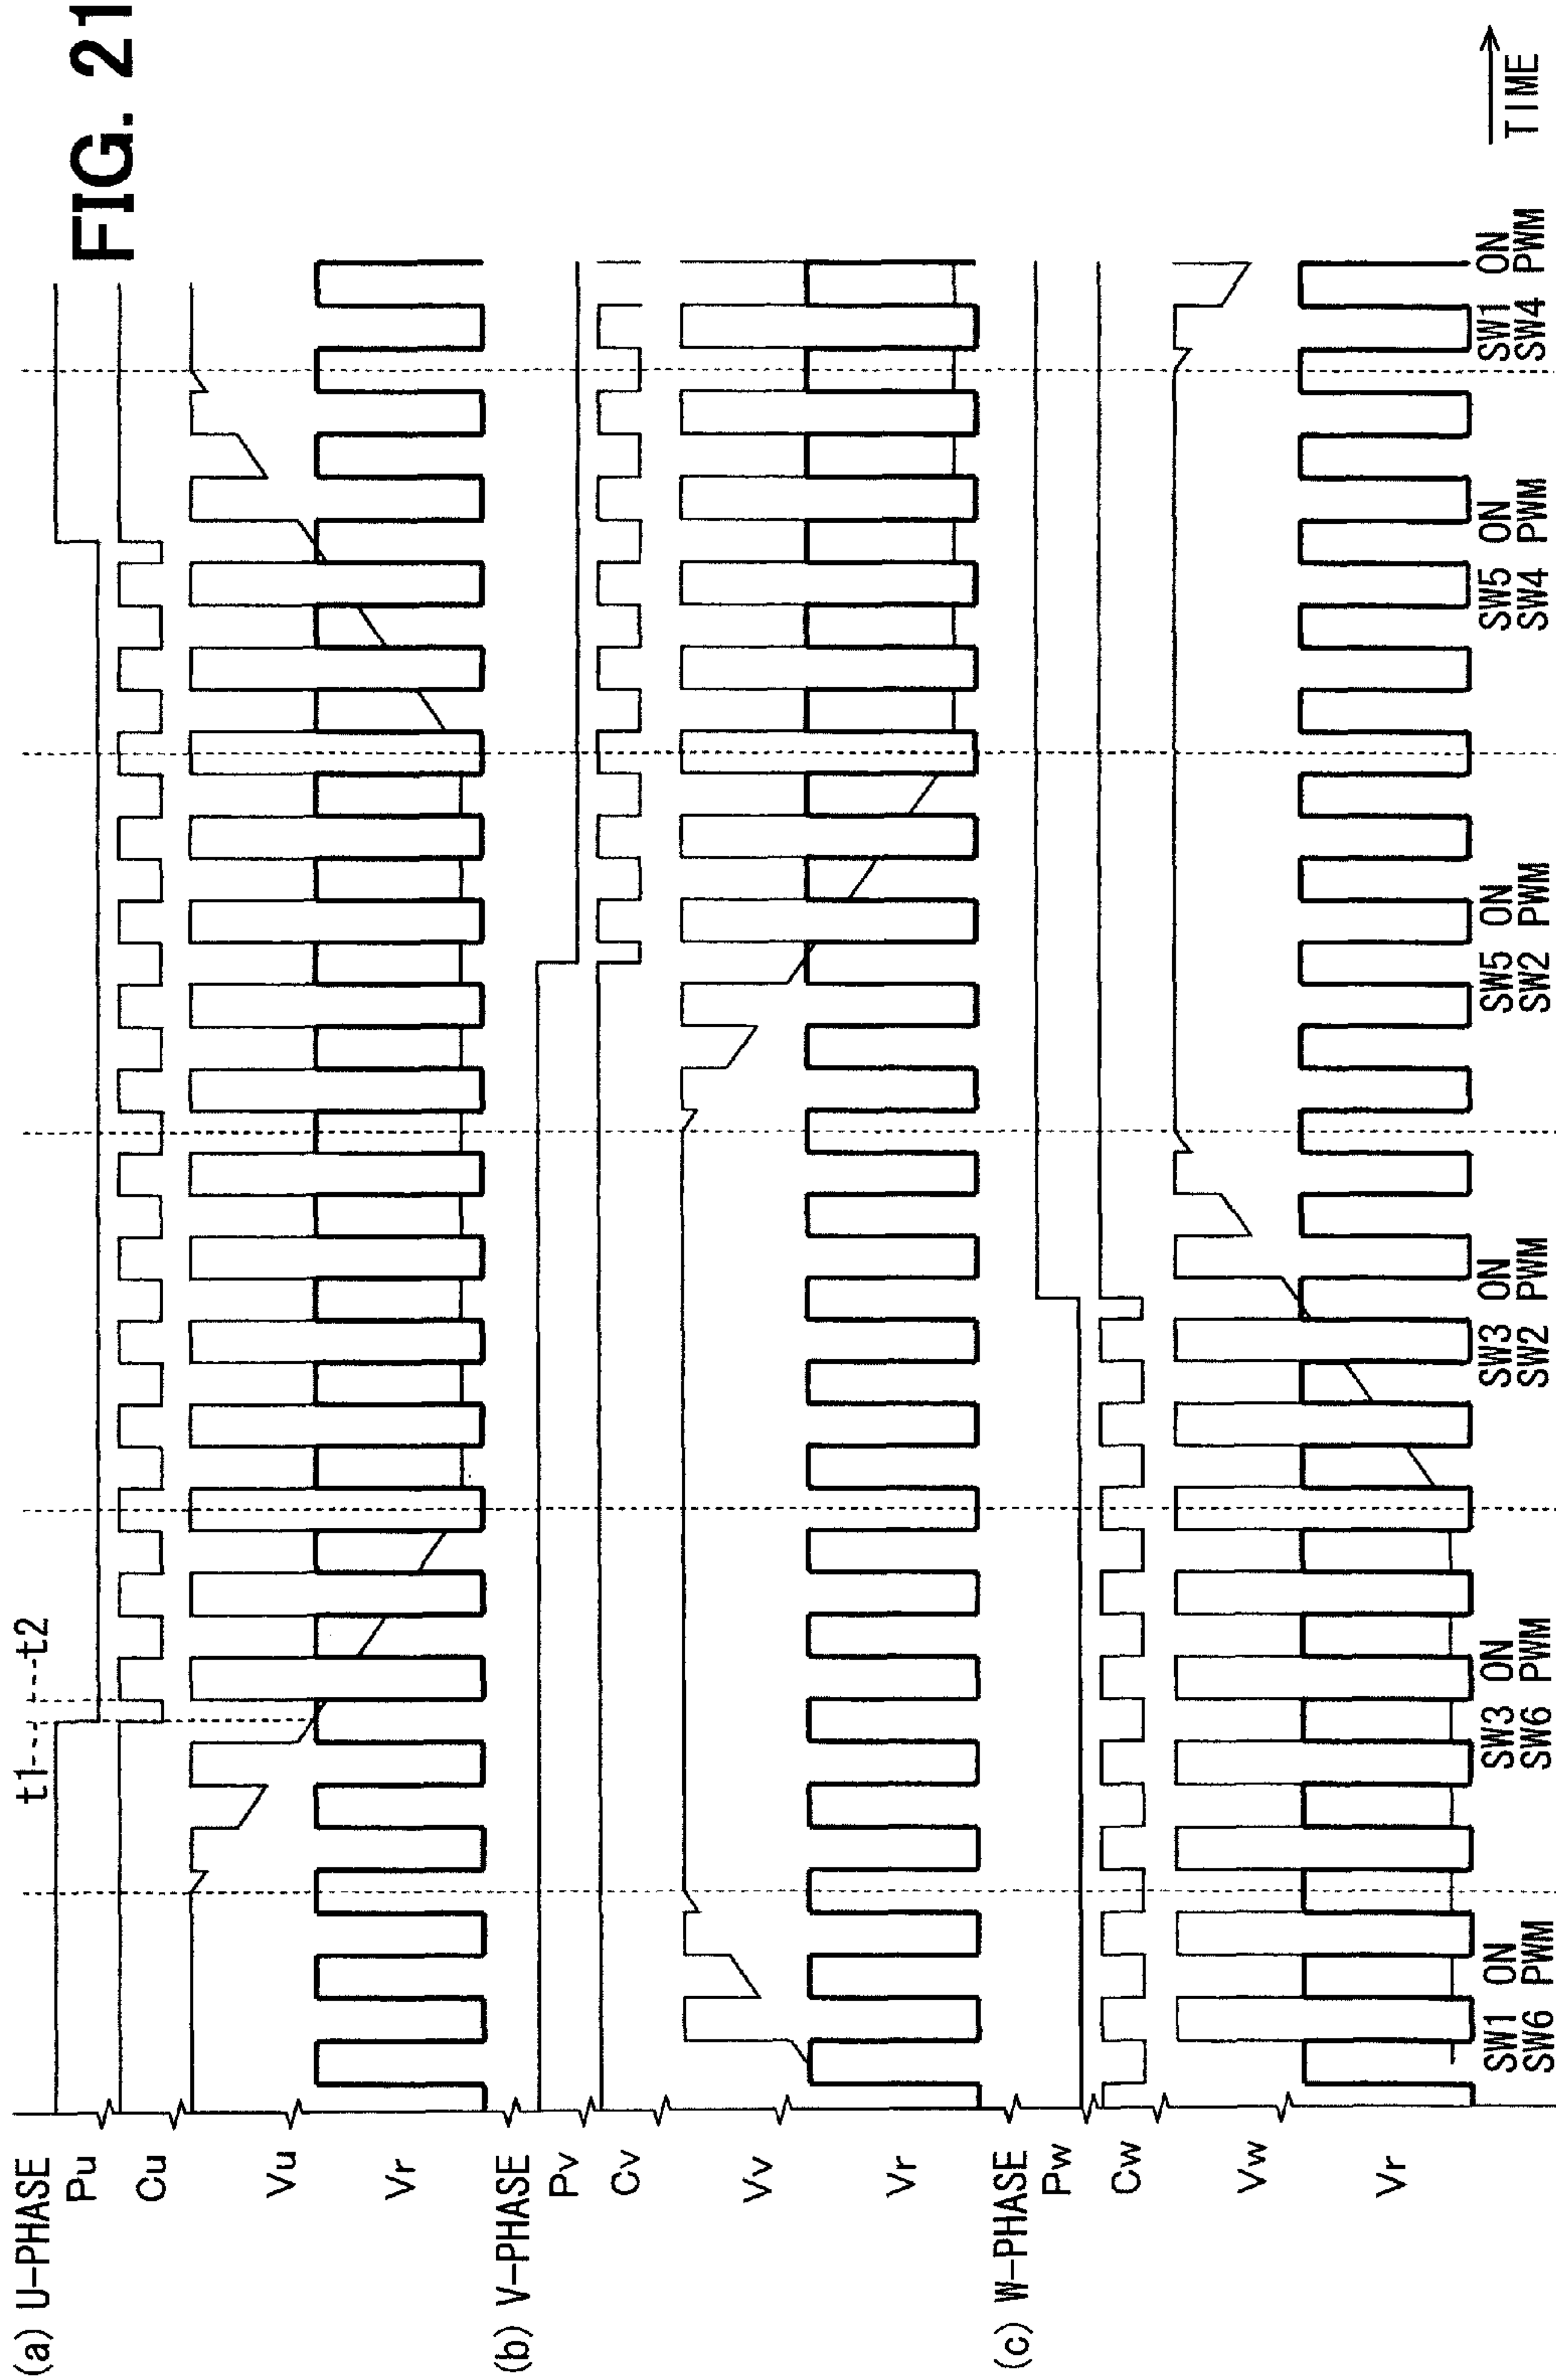 FIG. 21
t1
t2
(a) U-PHASE
Pu
Cu
Vu
Vr
(b) V-PHASE
Pv
Cv
Vv
Vr
(c) W-PHASE
Pw
Cw
Vw
Vr
SW1 ON
SW6 PWM
SW3 ON
SW6 PWM
SW3 ON
SW2 PWM
SW5 ON
SW2 PWM
SW5 ON
SW4 PWM
SW1 ON
SW4 PWM
TIME